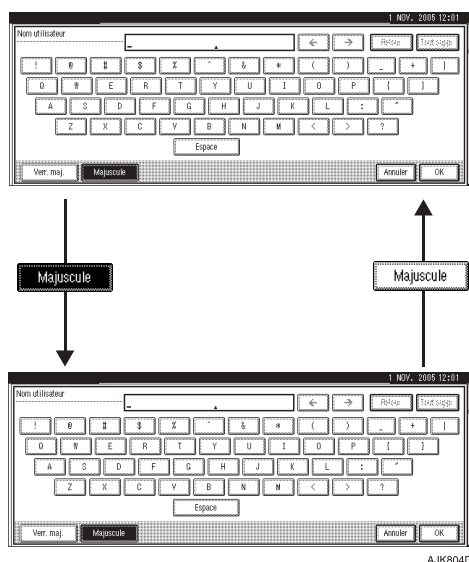 1 NOV. 2005 12:01
Nom utilisateur
← →
! @ # $ % ^ & * ( ) _ + |
Q W E R T Y U I O P { }
A S D F G H J K L : "
Z X C V B N M < > ?
Espace
Verr. maj. Majuscule Annuler OK
Majuscule Majuscule
1 NOV. 2005 12:01
Nom utilisateur
← →
! @ # $ % ^ & * ( ) _ + |
Q W E R T Y U I O P [ ]
A S D F G H J K L : "
Z X C V B N M < > ?
Espace
Verr. maj. Majuscule Annuler OK